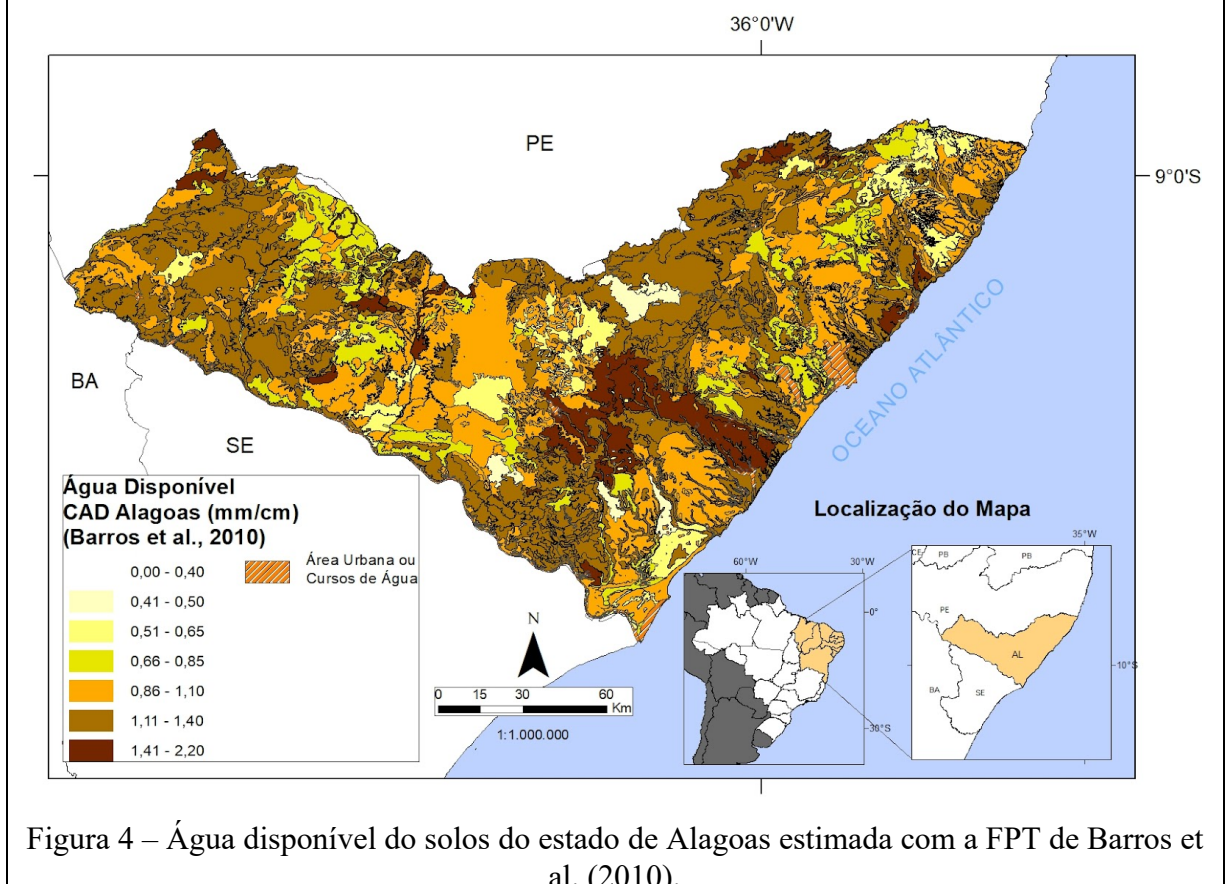 36°0'W
PE
9°0'S
BA
SE
OCEANO ATLÂNTICO
Água Disponível
CAD Alagoas (mm/cm)
(Barros et al., 2010)
0,00 - 0,40
0,41 - 0,50
0,51 - 0,65
0,66 - 0,85
0,86 - 1,10
1,11 - 1,40
1,41 - 2,20
Área Urbana ou
Cursos de Água
N
0 15 30 60
Km
1:1.000.000
Localização do Mapa
60°W 30°W
0°
30°S
35°W
CE PB PB
PE
AL
10°S
BA SE
Figura 4 – Água disponível do solos do estado de Alagoas estimada com a FPT de Barros et
al. (2010).